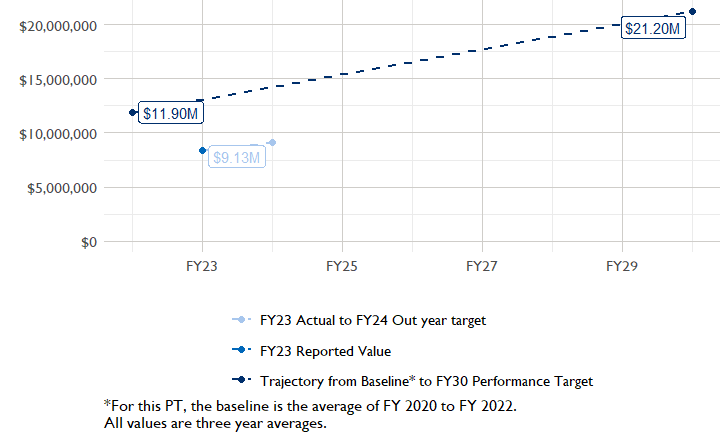 $20,000,000
$21.20M
$15,000,000
$11.90M
$10,000,000
$9.13M
$5,000,000
$0
FY23 FY25 FY27 FY29
FY23 Actual to FY24 Out year target
FY23 Reported Value
Trajectory from Baseline* to FY30 Performance Target
*For this PT, the baseline is the average of FY 2020 to FY 2022.
All values are three year averages.